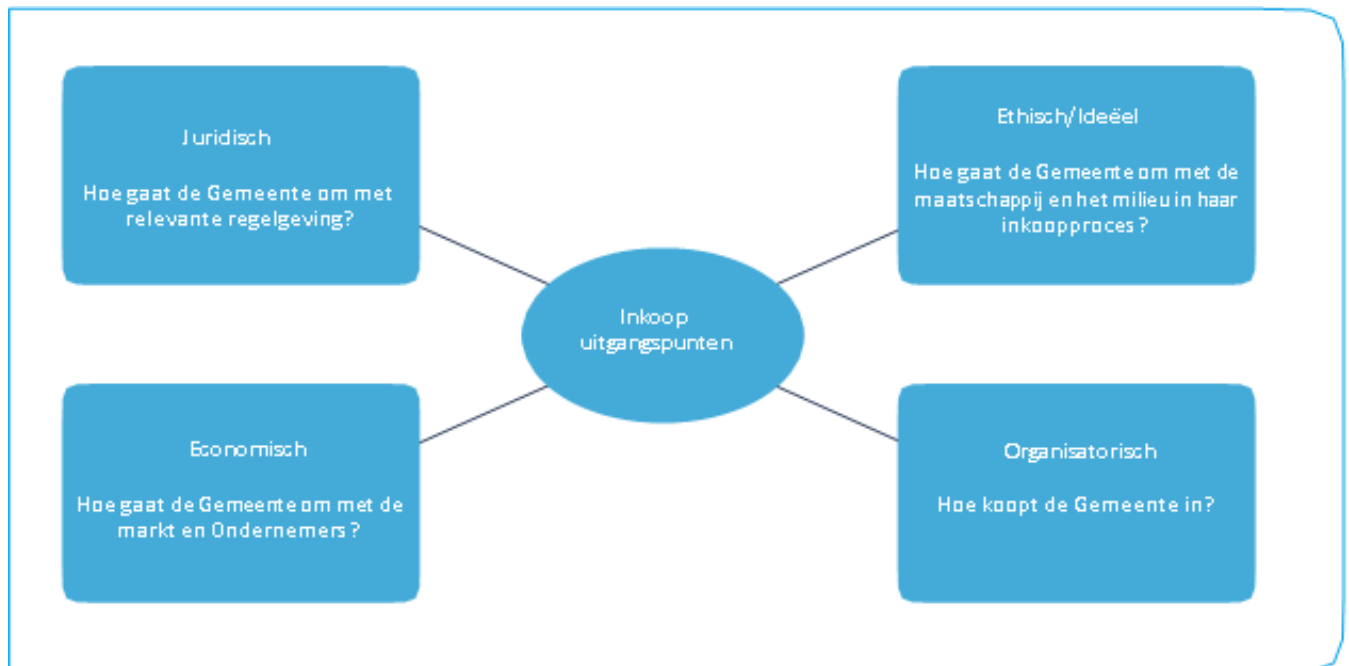 Juridisch
Hoe gaat de Gemeente om met
relevante regelgeving?
Ethisch/Ideëel
Hoe gaat de Gemeente om met de
maatschappij en het milieu in haar
inkoopproces?
Inkoop
uitgangspunten
Economisch
Hoe gaat de Gemeente om met de
markt en Ondernemers?
Organisatorisch
Hoe koopt de Gemeente in?